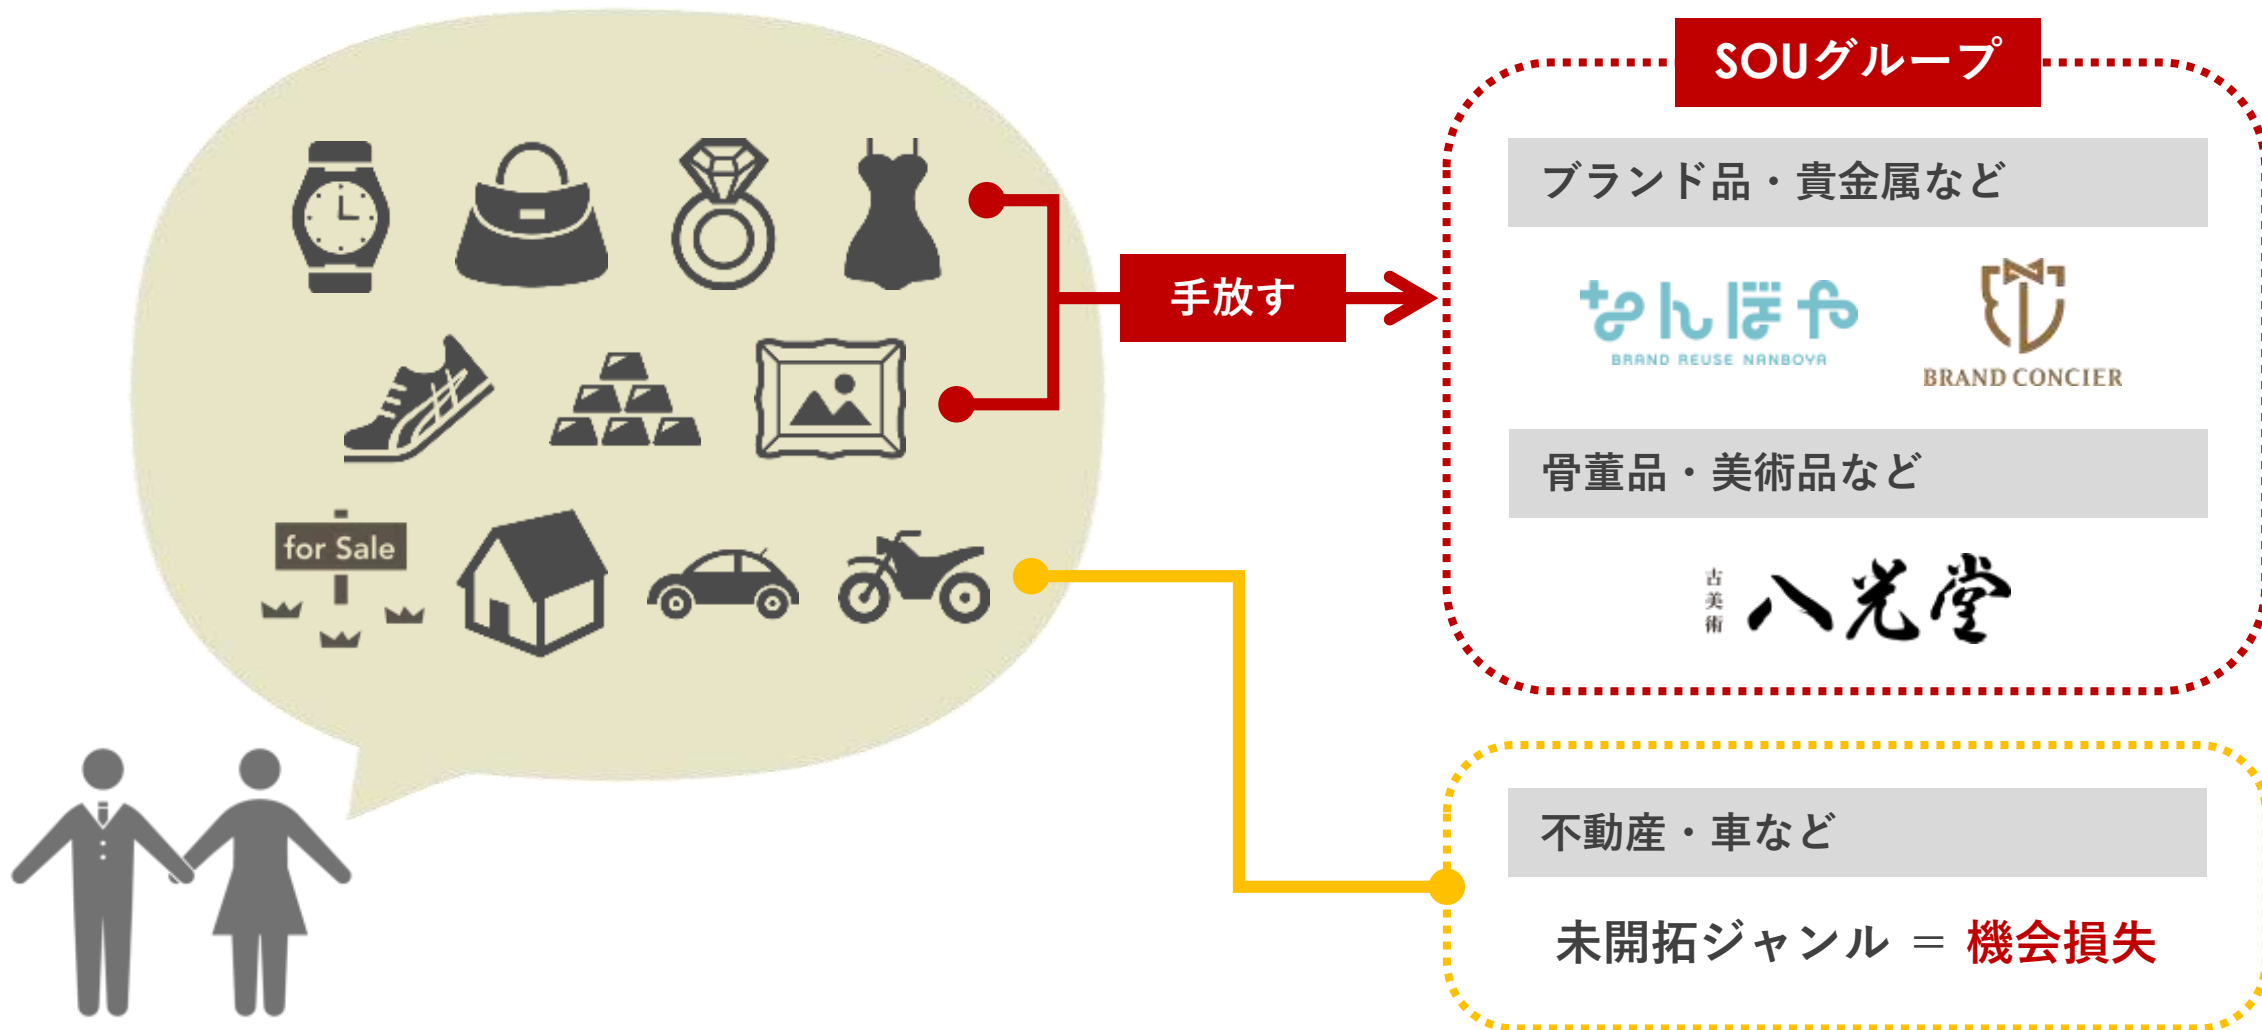 SOUグループ
ブランド品・貴金属など
なんぼや
BRAND REUSE NANBOYA
BRAND CONCIER
手放す
骨董品・美術品など
古美術
八光堂
for Sale
不動産・車など
未開拓ジャンル = 機会損失